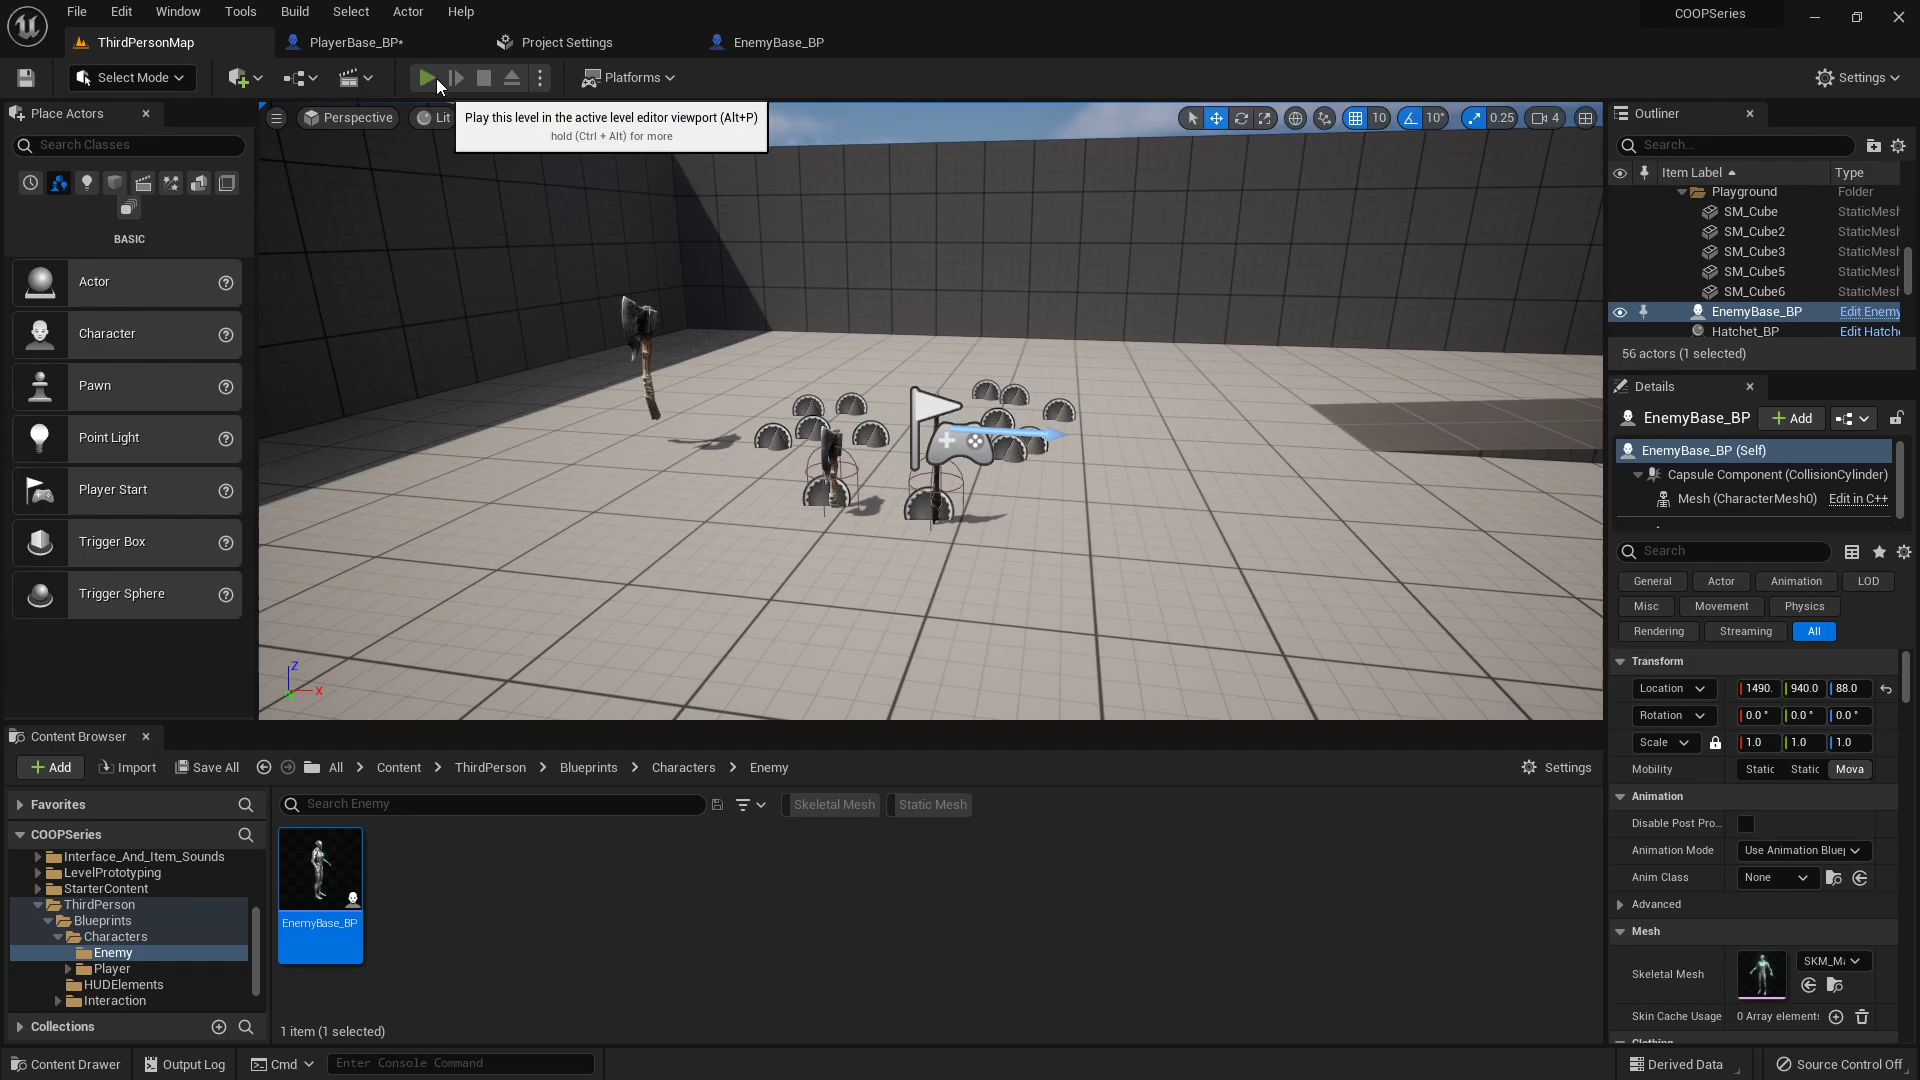 File Edit Window Tools Build Select Actor Help
COOPSeries
ThirdPersonMap
PlayerBase_BP*
Project Settings
EnemyBase_BP
Select Mode
Platforms
Settings
Place Actors
Search Classes
BASIC
Actor
Character
Pawn
Point Light
Player Start
Trigger Box
Trigger Sphere
Perspective
Lit
Play this level in the active level editor viewport (Alt+P)
hold (Ctrl + Alt) for more
10
10°
0.25
4
Z
X
Outliner
Search...
Item Label Type
Playground Folder
SM_Cube StaticMesh
SM_Cube2 StaticMesh
SM_Cube3 StaticMesh
SM_Cube5 StaticMesh
SM_Cube6 StaticMesh
EnemyBase_BP Edit Enemy
Hatchet_BP Edit Hatche
56 actors (1 selected)
Details
EnemyBase_BP Add
EnemyBase_BP (Self)
Capsule Component (CollisionCylinder)
Mesh (CharacterMesh0) Edit in C++
Search
General Actor Animation LOD
Misc Movement Physics
Rendering Streaming All
Transform
Location 1490. 940.0 88.0
Rotation 0.0 ° 0.0 ° 0.0 °
Scale 1.0 1.0 1.0
Mobility Static Static Mova
Animation
Disable Post Pro...
Animation Mode Use Animation Bluep
Anim Class None
Advanced
Mesh
Skeletal Mesh SKM_Ma
Skin Cache Usage 0 Array element:
Clothing
Content Browser
Add Import Save All All Content ThirdPerson Blueprints Characters Enemy Settings
Favorites
COOPSeries
Interface_And_Item_Sounds
LevelPrototyping
StarterContent
ThirdPerson
Blueprints
Characters
Enemy
Player
HUDElements
Interaction
Collections
Search Enemy
Skeletal Mesh Static Mesh
EnemyBase_BP
1 item (1 selected)
Content Drawer Output Log Cmd Enter Console Command Derived Data Source Control Off